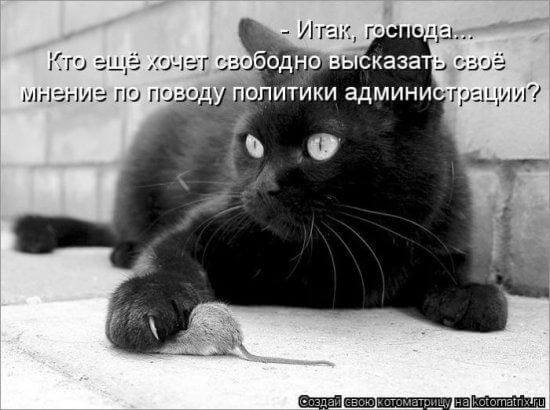 - Итак, господа...
Кто ещё хочет свободно высказать своё
мнение по поводу политики администрации?
Создай свою котоматрицу на kotomatrix.ru